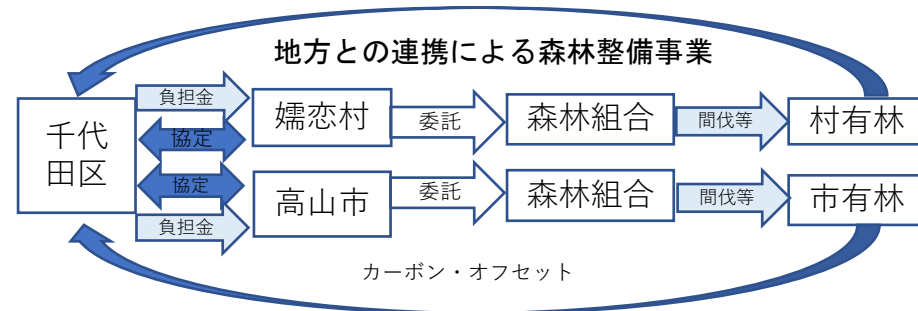 地方との連携による森林整備事業
千代
田区
負担金
協定
協定
負担金
嬬恋村
委託
森林組合
間伐等
村有林
高山市
委託
森林組合
間伐等
市有林
カーボン・オフセット